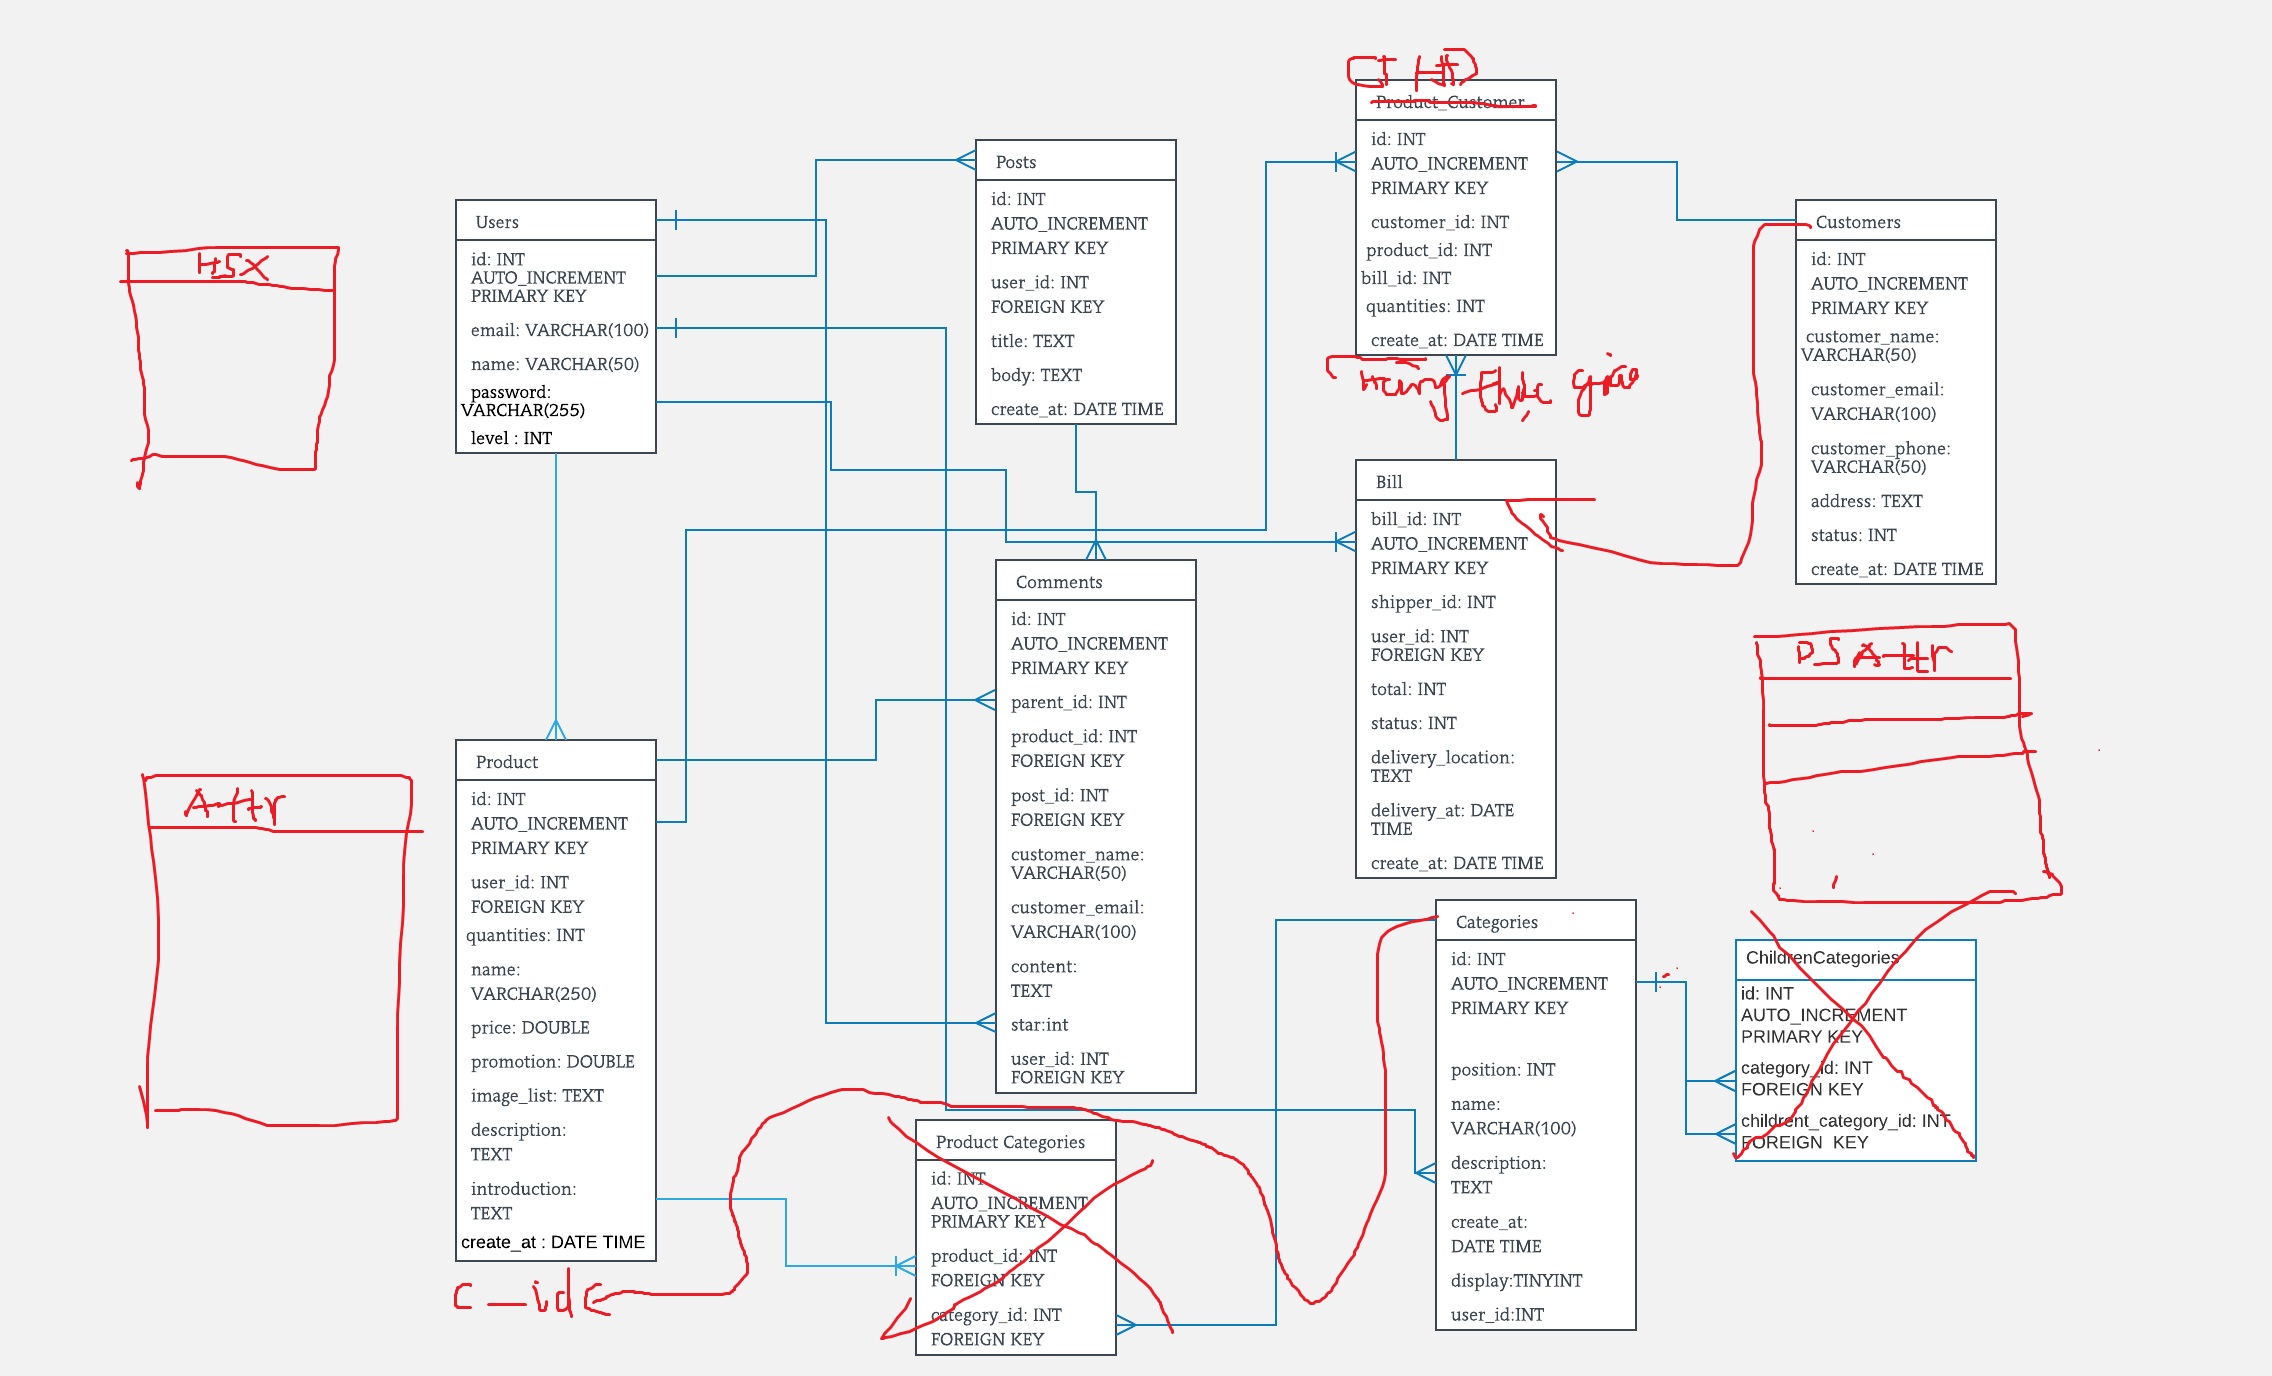 HSX
Attr
Users
id: INT
AUTO_INCREMENT
PRIMARY KEY
email: VARCHAR(100)
name: VARCHAR(50)
password:
VARCHAR(255)
level : INT
Product
id: INT
AUTO_INCREMENT
PRIMARY KEY
user_id: INT
FOREIGN KEY
quantities: INT
name:
VARCHAR(250)
price: DOUBLE
promotion: DOUBLE
image_list: TEXT
description:
TEXT
introduction:
TEXT
create_at : DATE TIME
c_id
Posts
id: INT
AUTO_INCREMENT
PRIMARY KEY
user_id: INT
FOREIGN KEY
title: TEXT
body: TEXT
create_at: DATE TIME
Comments
id: INT
AUTO_INCREMENT
PRIMARY KEY
parent_id: INT
product_id: INT
FOREIGN KEY
post_id: INT
FOREIGN KEY
customer_name:
VARCHAR(50)
customer_email:
VARCHAR(100)
content:
TEXT
star:int
user_id: INT
FOREIGN KEY
Product Categories
id: INT
AUTO_INCREMENT
PRIMARY KEY
product_id: INT
FOREIGN KEY
category_id: INT
FOREIGN KEY
CTHĐ
Product_Customer
id: INT
AUTO_INCREMENT
PRIMARY KEY
customer_id: INT
product_id: INT
bill_id: INT
quantities: INT
create_at: DATE TIME
Bill
bill_id: INT
AUTO_INCREMENT
PRIMARY KEY
shipper_id: INT
user_id: INT
FOREIGN KEY
total: INT
status: INT
delivery_location:
TEXT
delivery_at: DATE
TIME
create_at: DATE TIME
Categories
id: INT
AUTO_INCREMENT
PRIMARY KEY
position: INT
name:
VARCHAR(100)
description:
TEXT
create_at:
DATE TIME
display:TINYINT
user_id:INT
Customers
id: INT
AUTO_INCREMENT
PRIMARY KEY
customer_name:
VARCHAR(50)
customer_email:
VARCHAR(100)
customer_phone:
VARCHAR(50)
address: TEXT
status: INT
create_at: DATE TIME
PSAttr
ChildrenCategories
id: INT
AUTO_INCREMENT
PRIMARY KEY
category_id: INT
FOREIGN KEY
childrent_category_id: INT
FOREIGN  KEY